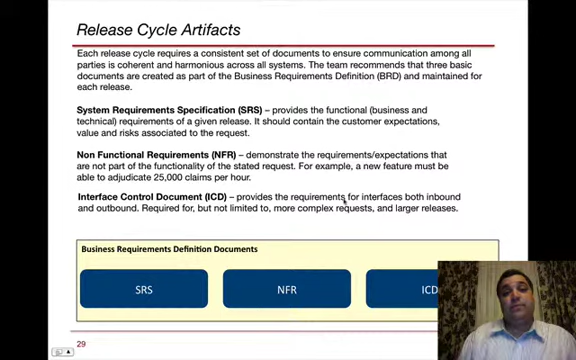 Release Cycle Artifacts
Each release cycle requires a consistent set of documents to ensure communication among all
parties is coherent and harmonious across all systems. The team recommends that three basic
documents are created as part of the Business Requirements Definition (BRD) and maintained for
each release.
System Requirements Specification (SRS) – provides the functional (business and
technical) requirements of a given release. It should contain the customer expectations,
value and risks associated to the request.
Non Functional Requirements (NFR) – demonstrate the requirements/expectations that
are not part of the functionality of the stated request. For example, a new feature must be
able to adjudicate 25,000 claims per hour.
Interface Control Document (ICD) – provides the requirements for interfaces both inbound
and outbound. Required for, but not limited to, more complex requests, and larger releases.
Business Requirements Definition Documents
SRS
NFR
ICD
29